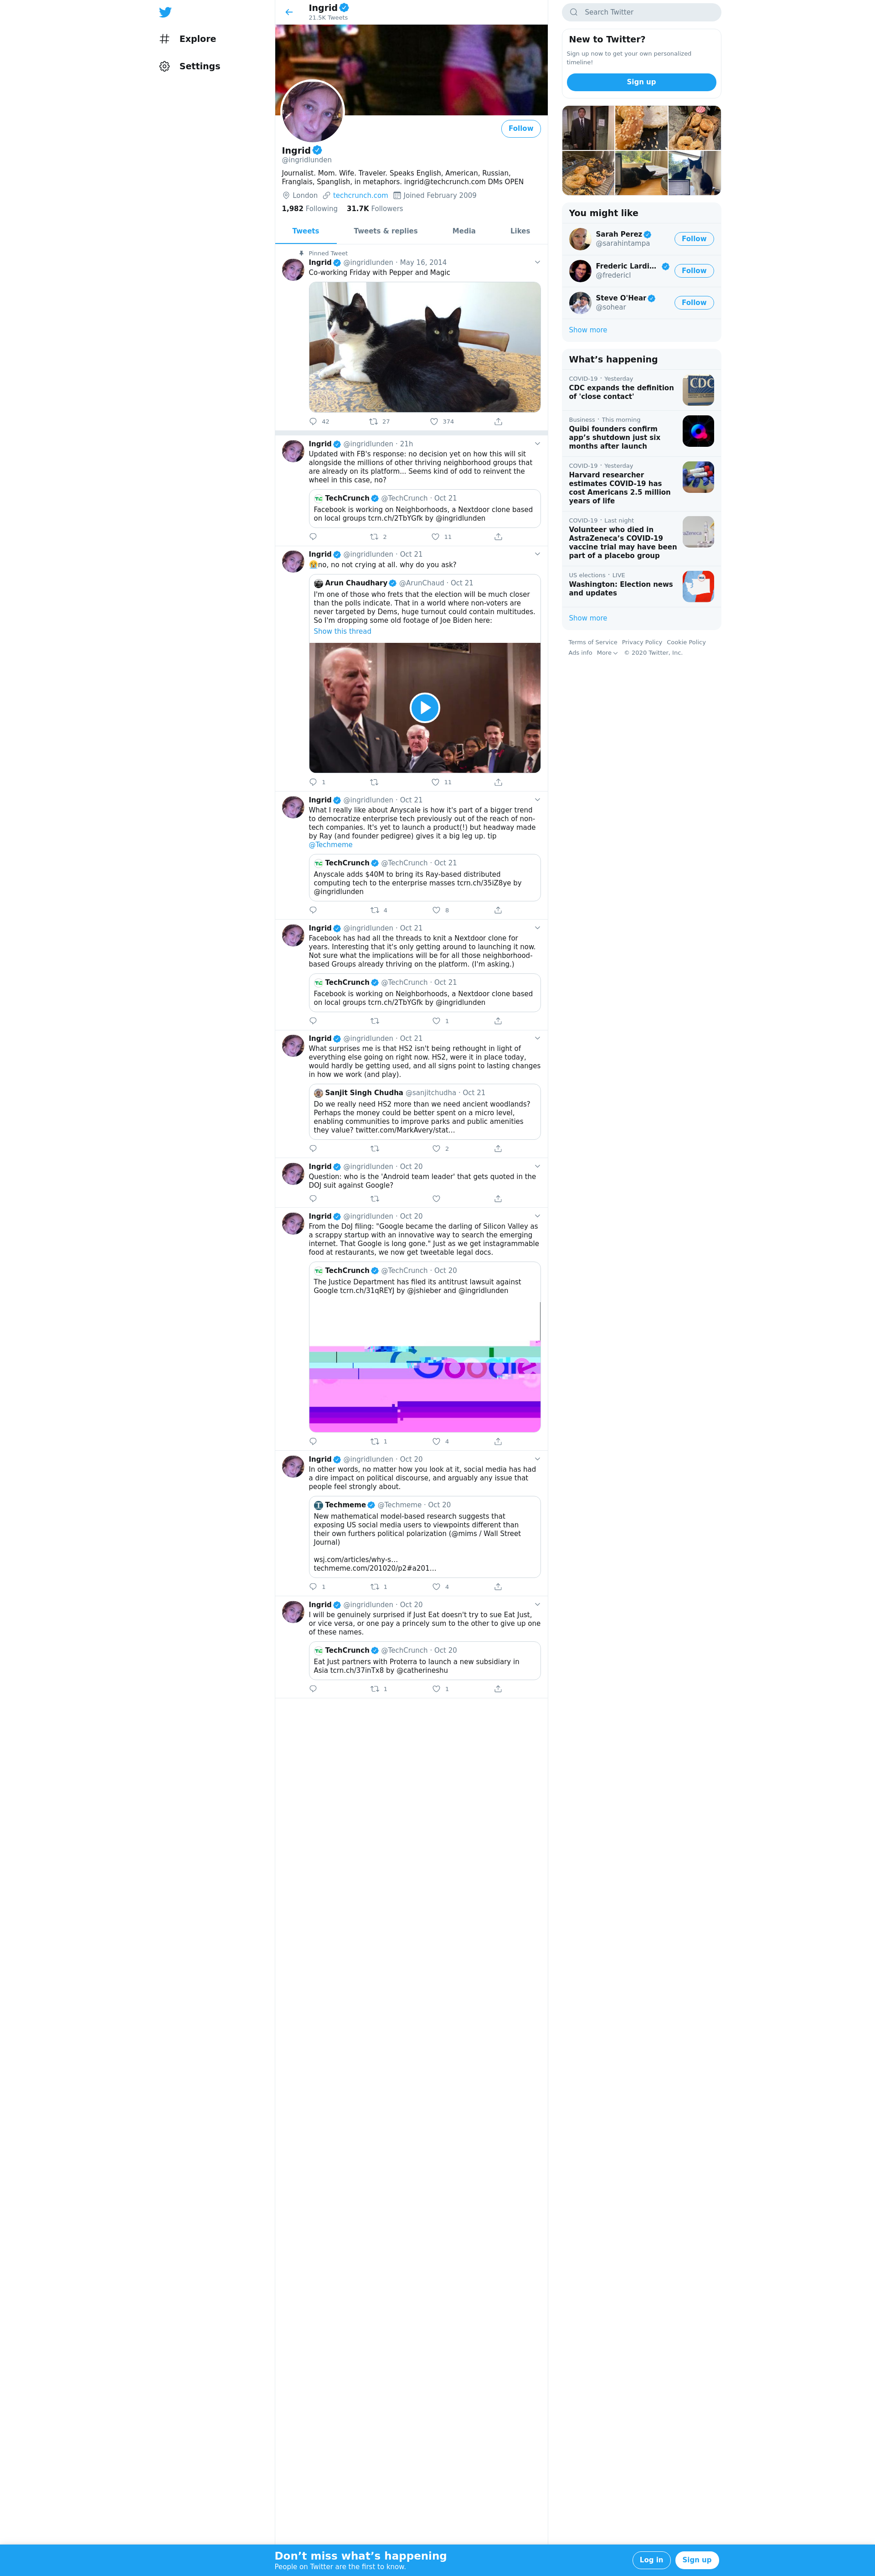 Explore
Settings
Ingrid
21.5K Tweets
Follow
Ingrid
@ingridlunden
Journalist. Mom. Wife. Traveler. Speaks English, American, Russian,
Franglais, Spanglish, in metaphors. ingrid@techcrunch.com DMs OPEN
London techcrunch.com Joined February 2009
1,982 Following 31.7K Followers
Tweets Tweets & replies Media Likes
Pinned Tweet
Ingrid @ingridlunden · May 16, 2014
Co-working Friday with Pepper and Magic
42 27 374
Ingrid @ingridlunden · 21h
Updated with FB's response: no decision yet on how this will sit
alongside the millions of other thriving neighborhood groups that
are already on its platform... Seems kind of odd to reinvent the
wheel in this case, no?
TechCrunch @TechCrunch · Oct 21
Facebook is working on Neighborhoods, a Nextdoor clone based
on local groups tcrn.ch/2TbYGfk by @ingridlunden
2 11
Ingrid @ingridlunden · Oct 21
😭no, no not crying at all. why do you ask?
Arun Chaudhary @ArunChaud · Oct 21
I'm one of those who frets that the election will be much closer
than the polls indicate. That in a world where non-voters are
never targeted by Dems, huge turnout could contain multitudes.
So I'm dropping some old footage of Joe Biden here:
Show this thread
1 11
Ingrid @ingridlunden · Oct 21
What I really like about Anyscale is how it's part of a bigger trend
to democratize enterprise tech previously out of the reach of non-
tech companies. It's yet to launch a product(!) but headway made
by Ray (and founder pedigree) gives it a big leg up. tip
@Techmeme
TechCrunch @TechCrunch · Oct 21
Anyscale adds $40M to bring its Ray-based distributed
computing tech to the enterprise masses tcrn.ch/35iZ8ye by
@ingridlunden
4 8
Ingrid @ingridlunden · Oct 21
Facebook has had all the threads to knit a Nextdoor clone for
years. Interesting that it's only getting around to launching it now.
Not sure what the implications will be for all those neighborhood-
based Groups already thriving on the platform. (I'm asking.)
TechCrunch @TechCrunch · Oct 21
Facebook is working on Neighborhoods, a Nextdoor clone based
on local groups tcrn.ch/2TbYGfk by @ingridlunden
1
Ingrid @ingridlunden · Oct 21
What surprises me is that HS2 isn't being rethought in light of
everything else going on right now. HS2, were it in place today,
would hardly be getting used, and all signs point to lasting changes
in how we work (and play).
Sanjit Singh Chudha @sanjitchudha · Oct 21
Do we really need HS2 more than we need ancient woodlands?
Perhaps the money could be better spent on a micro level,
enabling communities to improve parks and public amenities
they value? twitter.com/MarkAvery/stat…
2
Ingrid @ingridlunden · Oct 20
Question: who is the 'Android team leader' that gets quoted in the
DOJ suit against Google?
Ingrid @ingridlunden · Oct 20
From the DoJ filing: "Google became the darling of Silicon Valley as
a scrappy startup with an innovative way to search the emerging
internet. That Google is long gone." Just as we get instagrammable
food at restaurants, we now get tweetable legal docs.
TechCrunch @TechCrunch · Oct 20
The Justice Department has filed its antitrust lawsuit against
Google tcrn.ch/31qREYJ by @jshieber and @ingridlunden
Google
1 4
Ingrid @ingridlunden · Oct 20
In other words, no matter how you look at it, social media has had
a dire impact on political discourse, and arguably any issue that
people feel strongly about.
Techmeme @Techmeme · Oct 20
New mathematical model-based research suggests that
exposing US social media users to viewpoints different than
their own furthers political polarization (@mims / Wall Street
Journal)
wsj.com/articles/why-s…
techmeme.com/201020/p2#a201…
1 1 4
Ingrid @ingridlunden · Oct 20
I will be genuinely surprised if Just Eat doesn't try to sue Eat Just,
or vice versa, or one pay a princely sum to the other to give up one
of these names.
TechCrunch @TechCrunch · Oct 20
Eat Just partners with Proterra to launch a new subsidiary in
Asia tcrn.ch/37inTx8 by @catherineshu
1 1
Search Twitter
New to Twitter?
Sign up now to get your own personalized
timeline!
Sign up
You might like
Sarah Perez
@sarahintampa
Follow
Frederic Lardi…
@fredericl
Follow
Steve O'Hear
@sohear
Follow
Show more
What's happening
COVID-19 · Yesterday
CDC expands the definition
of 'close contact'
CDC
Business · This morning
Quibi founders confirm
app's shutdown just six
months after launch
COVID-19 · Yesterday
Harvard researcher
estimates COVID-19 has
cost Americans 2.5 million
years of life
COVID-19 · Last night
Volunteer who died in
AstraZeneca's COVID-19
vaccine trial may have been
part of a placebo group
US elections · LIVE
Washington: Election news
and updates
Show more
Terms of Service Privacy Policy Cookie Policy
Ads info More © 2020 Twitter, Inc.
Don't miss what's happening
People on Twitter are the first to know.
Log in
Sign up